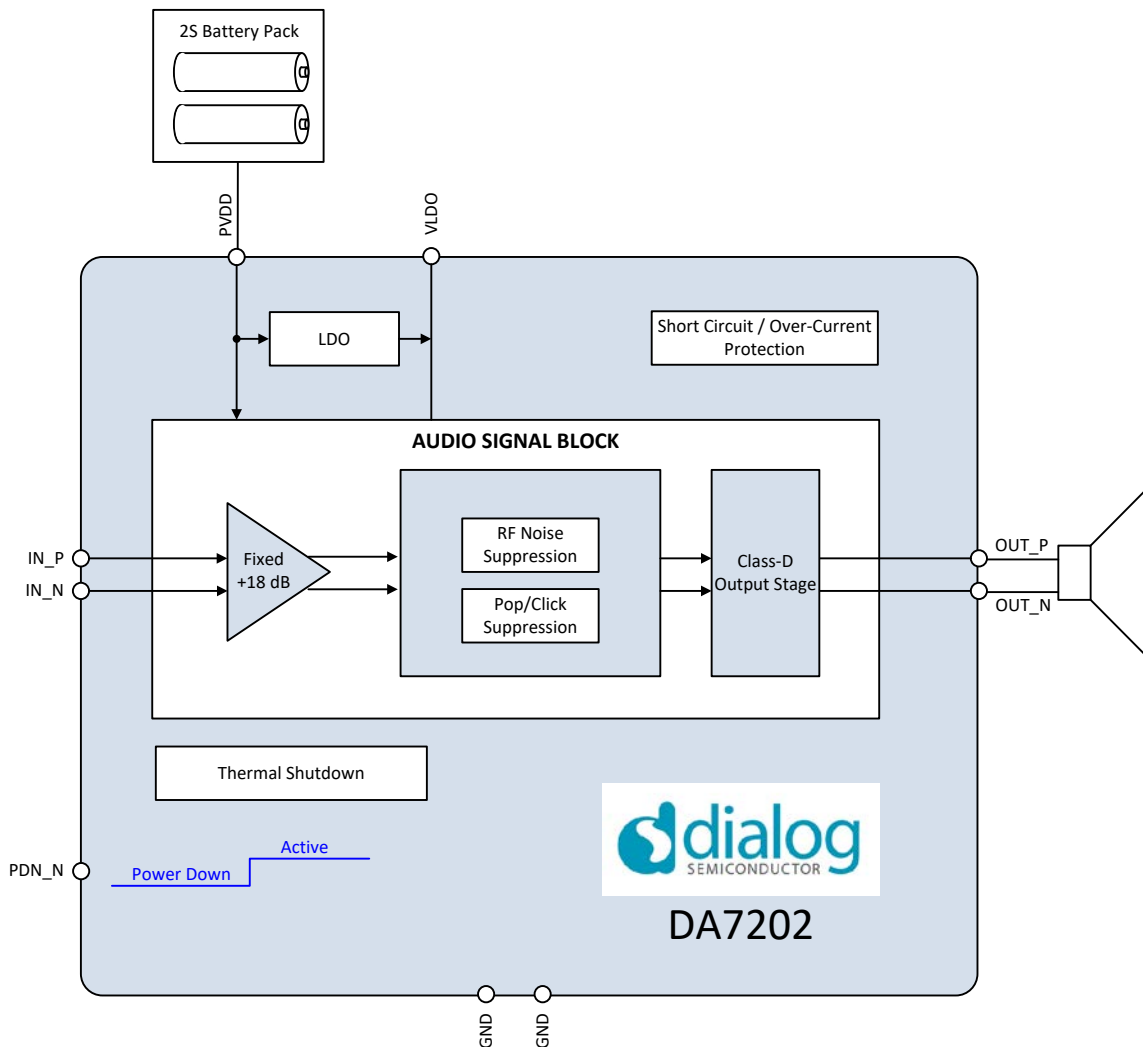 2S Battery Pack
PVDD
VLDO
LDO
Short Circuit / Over-Current
Protection
AUDIO SIGNAL BLOCK
IN_P
IN_N
Fixed
+18 dB
RF Noise
Suppression
Pop/Click
Suppression
Class-D
Output Stage
OUT_P
OUT_N
Thermal Shutdown
PDN_N
Power Down
Active
dialog
SEMICONDUCTOR
DA7202
GND
GND